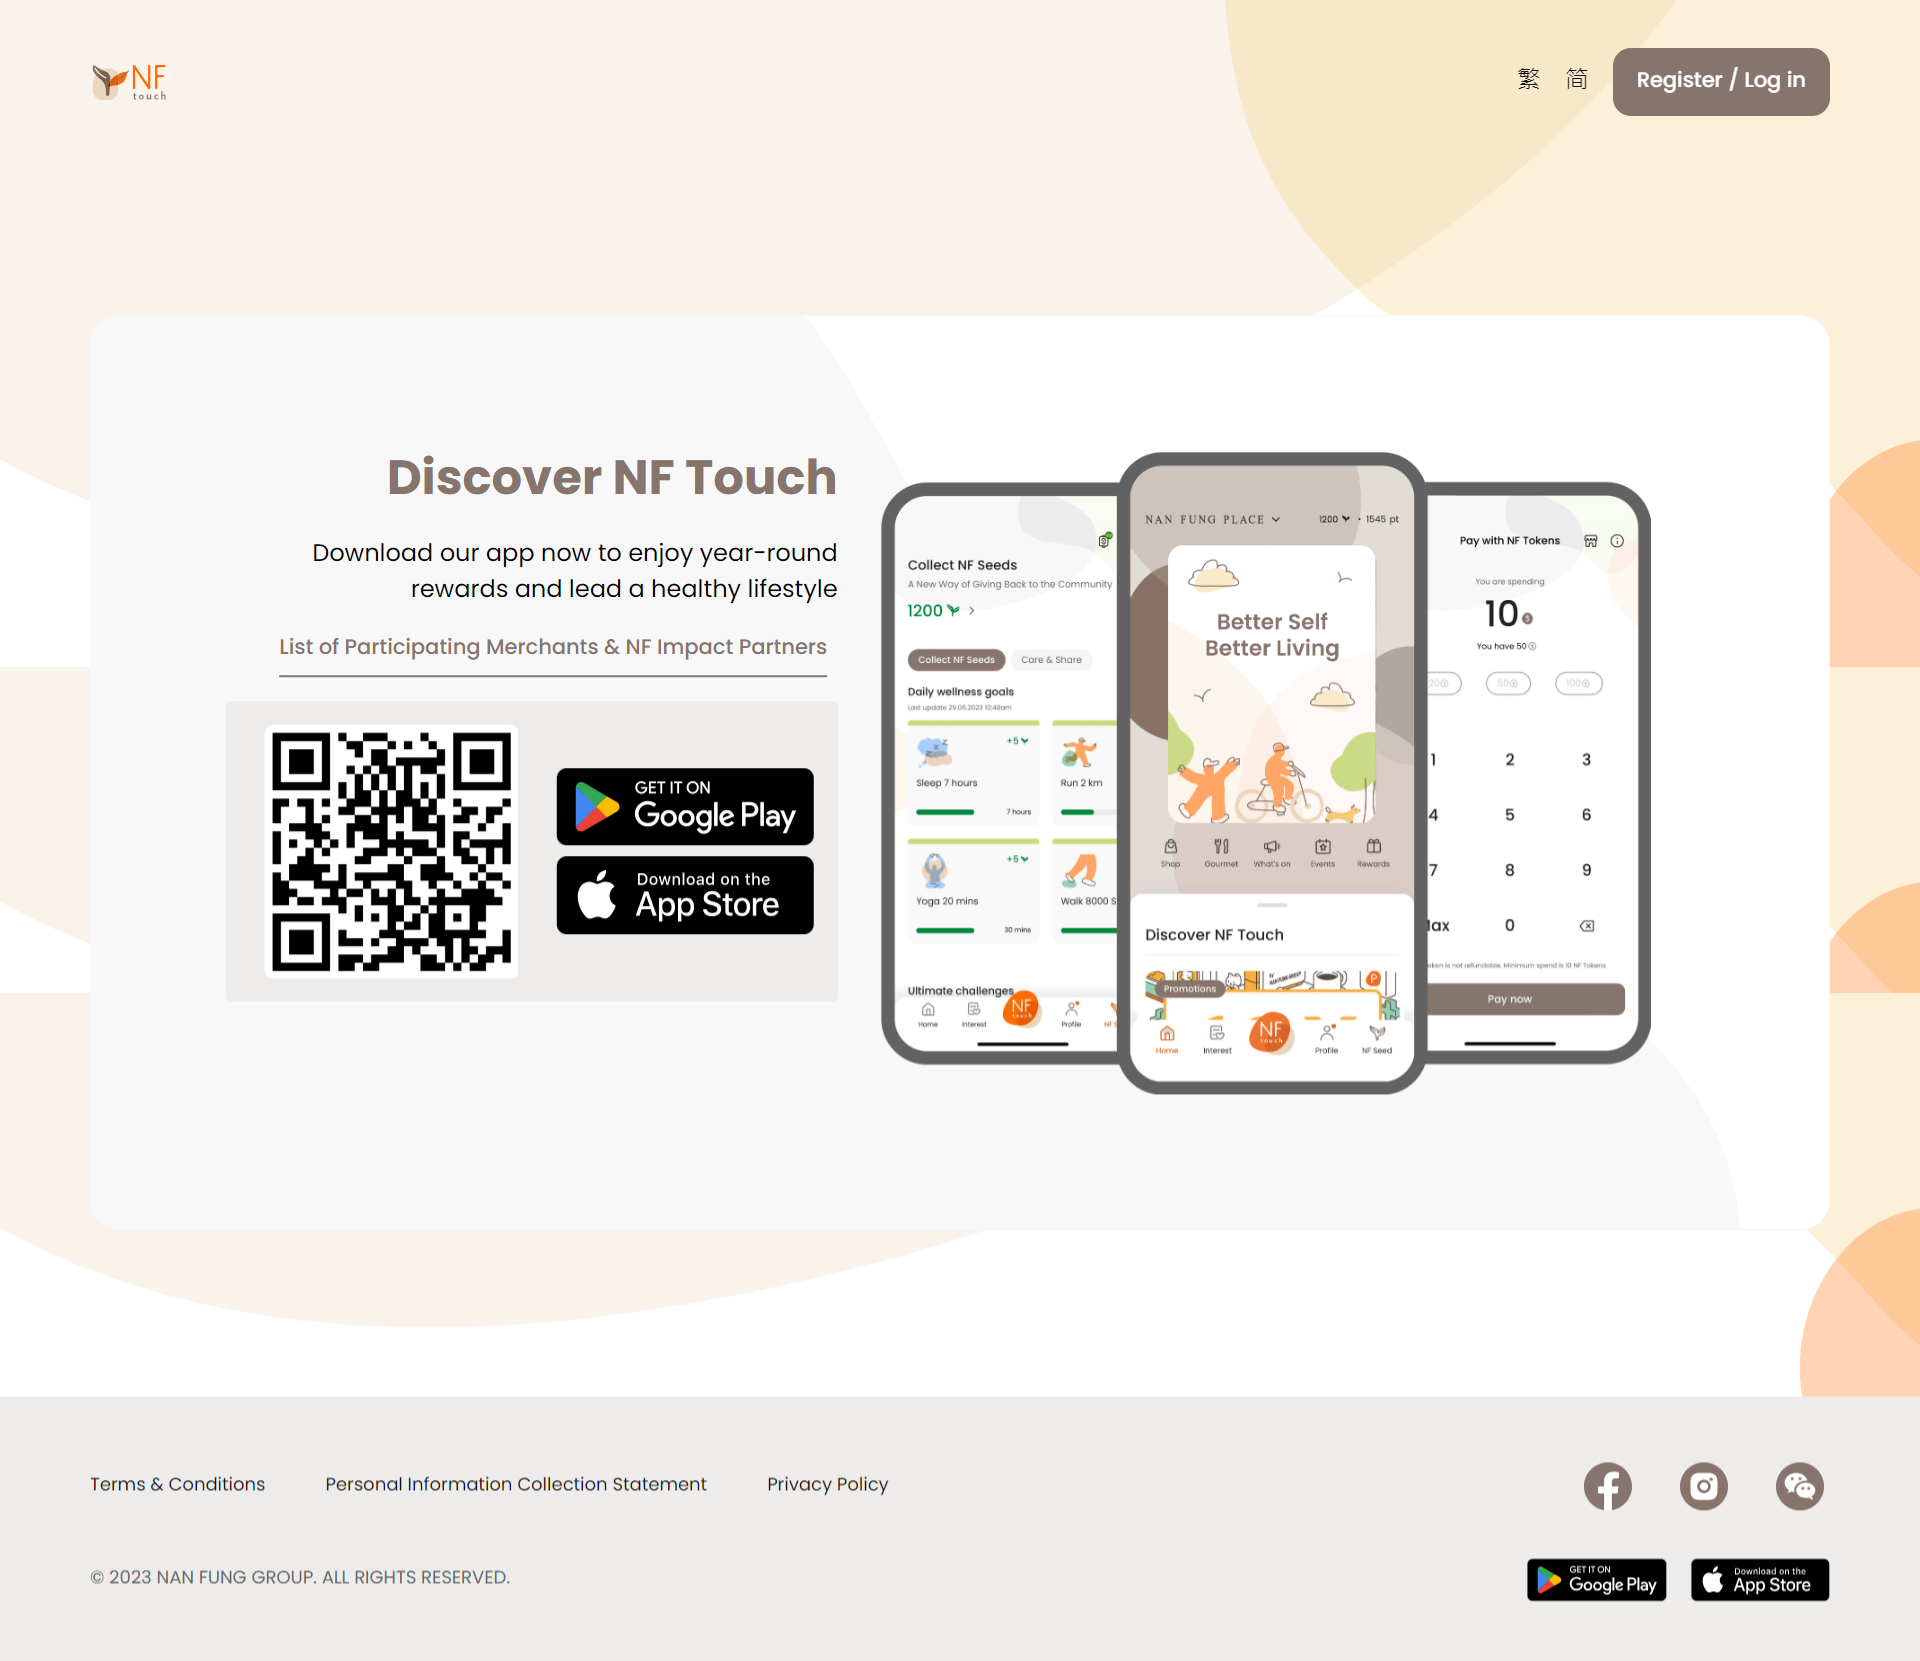 NF
touch
繁
简
Register / Log in
Discover NF Touch
Download our app now to enjoy year-round
rewards and lead a healthy lifestyle
List of Participating Merchants & NF Impact Partners
GET IT ON
Google Play
Download on the
App Store
Collect NF Seeds
A New Way of Giving Back to the Community
1200
Collect NF Seeds
Care & Share
Daily wellness goals
Last update 29.06.2023 10:48am
+5
Sleep 7 hours
7 hours
Run 2 km
+5
Yoga 20 mins
30 mins
Walk 8000 S
Ultimate challenges
Home
Interest
NF
touch
Profile
NF S
NAN FUNG PLACE
1200 • 1545 pt
Better Self
Better Living
Shop
Gourmet
What's on
Events
Rewards
Discover NF Touch
Promotions
Home
Interest
NF
touch
Profile
NF Seed
Pay with NF Tokens
You are spending
10
You have 50
20
50
100
1
2
3
4
5
6
7
8
9
ax
0
is not refundable. Minimum spend is 10 NF Tokens
Pay now
Terms & Conditions
Personal Information Collection Statement
Privacy Policy
© 2023 NAN FUNG GROUP. ALL RIGHTS RESERVED.
GET IT ON
Google Play
Download on the
App Store